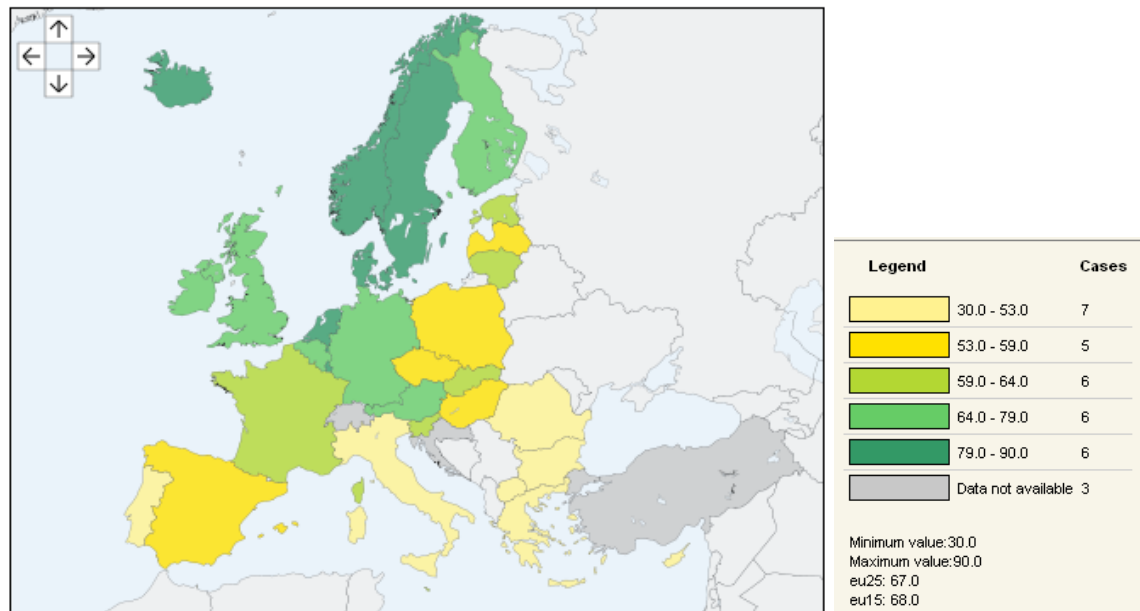 Legend Cases
30.0 - 53.0 7
53.0 - 59.0 5
59.0 - 64.0 6
64.0 - 79.0 6
79.0 - 90.0 6
Data not available 3
Minimum value:30.0
Maximum value:90.0
eu25: 67.0
eu15: 68.0